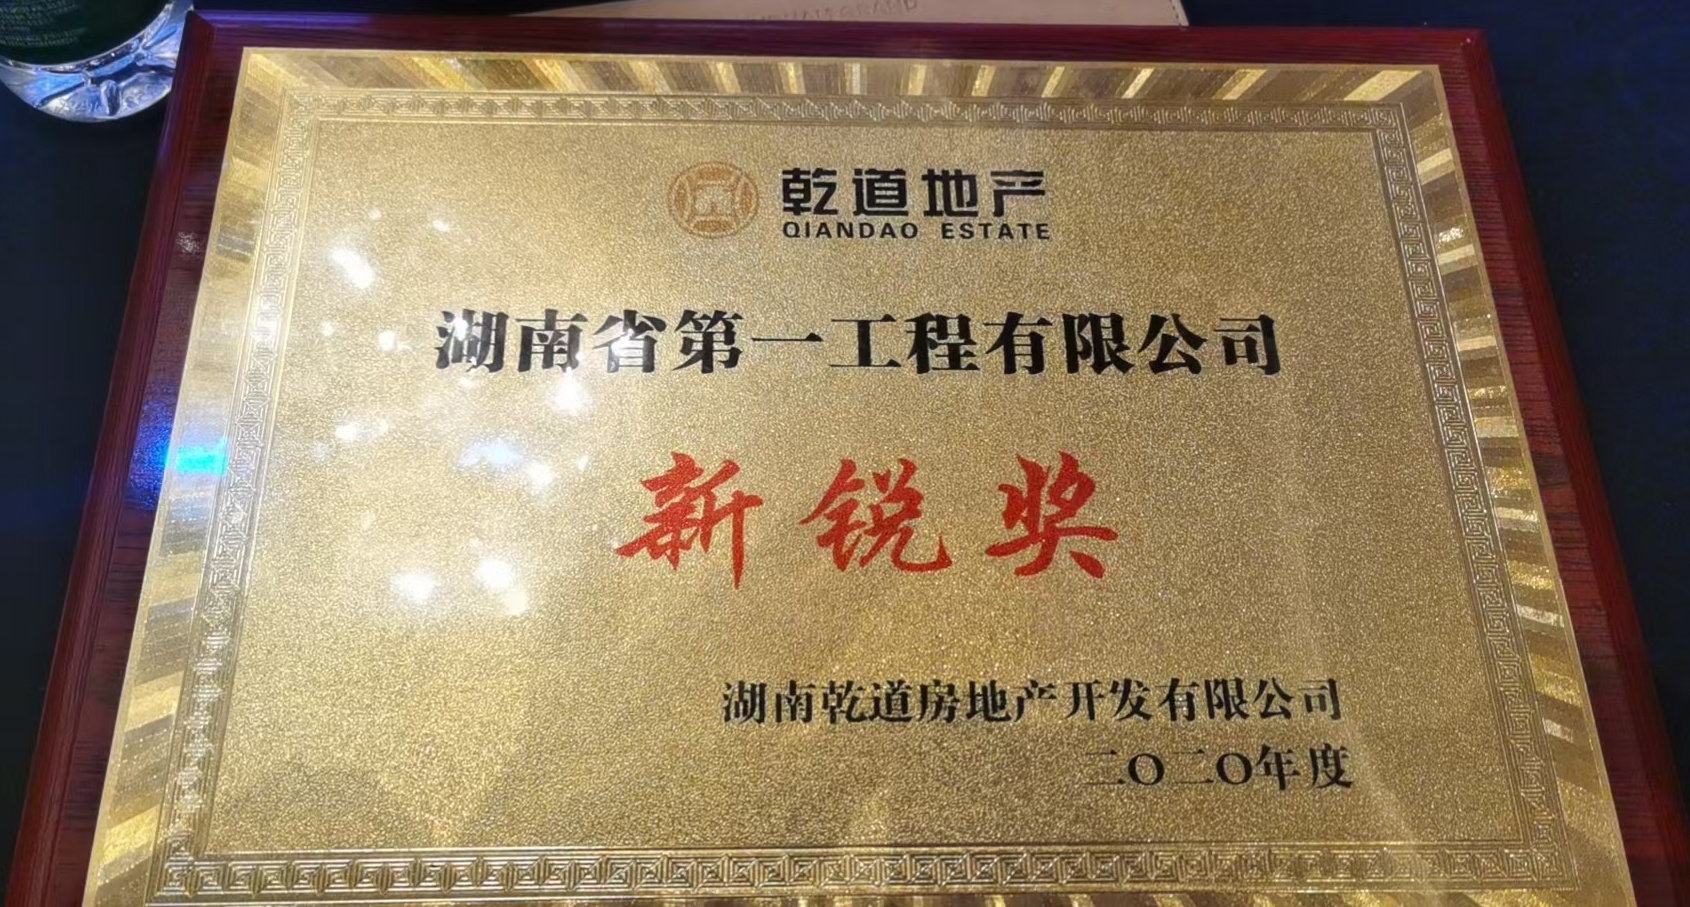 乾道地产
QIANDAO ESTATE
湖南省第一工程有限公司
新锐奖
湖南乾道房地产开发有限公司
二〇二〇年度